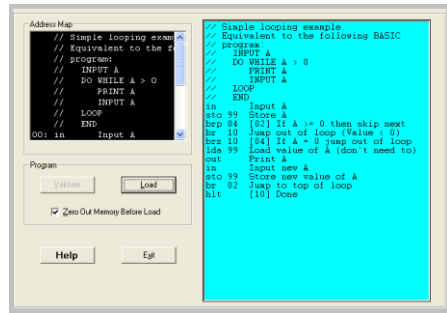 Address Map
// Simple looping exam
// Equivalent to the f
// program:
// INPUT A
// DO WHILE A > 0
// PRINT A
// INPUT A
// LOOP
// END
00: in Input A
Program
Validate
Load
Zero Out Memory Before Load
Help
Exit
// Simple looping example.
// Equivalent to the following BASIC
// program:
// INPUT A
// DO WHILE A > 0
// PRINT A
// INPUT A
// LOOP
// END
in Input A
sto 99 Store A
brp 04 [02] If A >= 0 then skip next
br 10 Jump out of loop (Value < 0)
brz 10 [04] If A = 0 jump out of loop
lda 99 Load value of A (don't need to)
out Print A
in Input new A
sto 99 Store new value of A
br 02 Jump to top of loop
hlt [10] Done